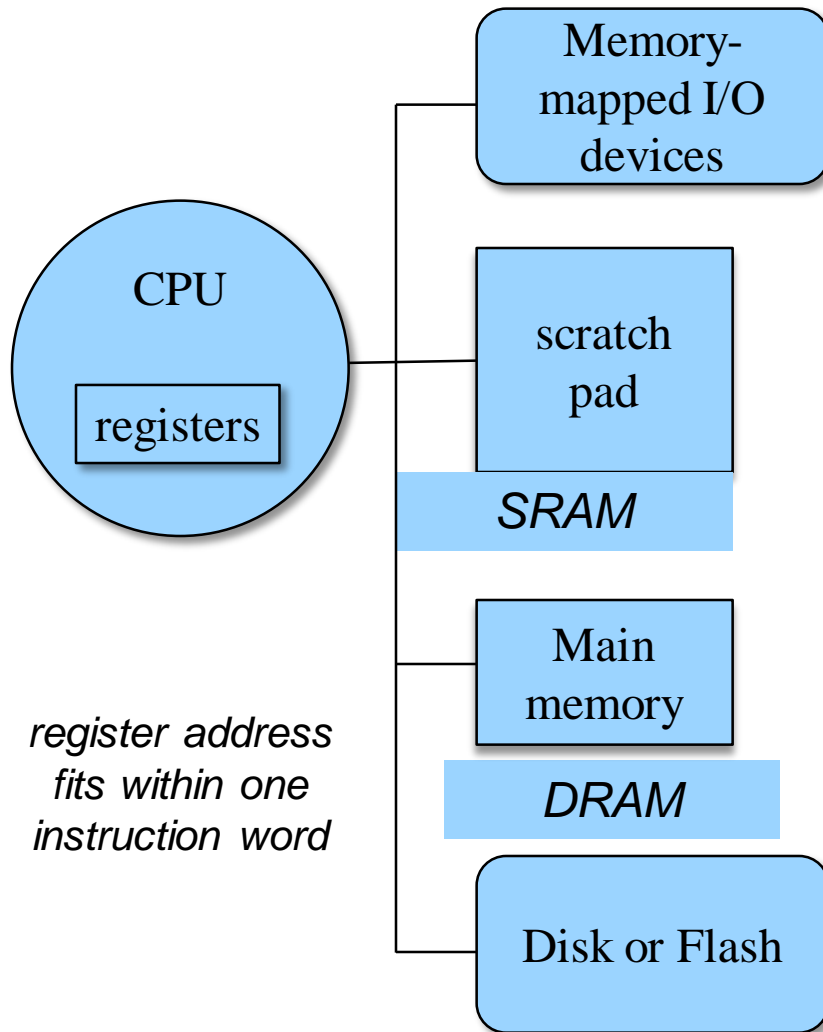 Memory-
mapped I/O
devices
CPU
registers
scratch
pad
SRAM
Main
memory
register address
fits within one
instruction word
DRAM
Disk or Flash